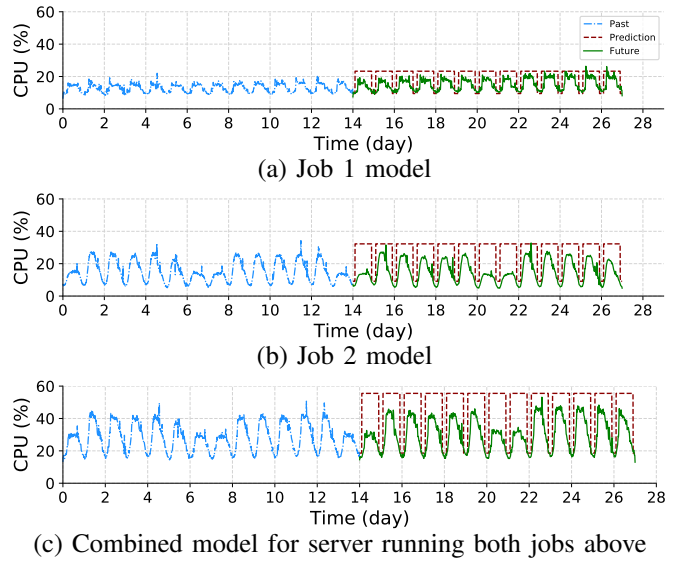 60
40
20
0
CPU (%)
Past
Prediction
Future
0 2 4 6 8 10 12 14 16 18 20 22 24 26 28
Time (day)
(a) Job 1 model
60
40
20
0
CPU (%)
0 2 4 6 8 10 12 14 16 18 20 22 24 26 28
Time (day)
(b) Job 2 model
60
40
20
0
CPU (%)
0 2 4 6 8 10 12 14 16 18 20 22 24 26 28
Time (day)
(c) Combined model for server running both jobs above